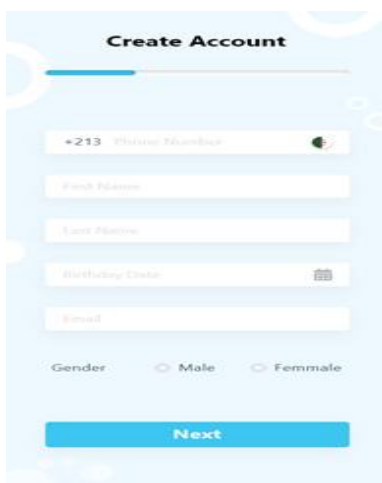 Create Account
+213 Phone Number
First Name
Last Name
Birthday Date
Email
Gender Male Femmale
Next